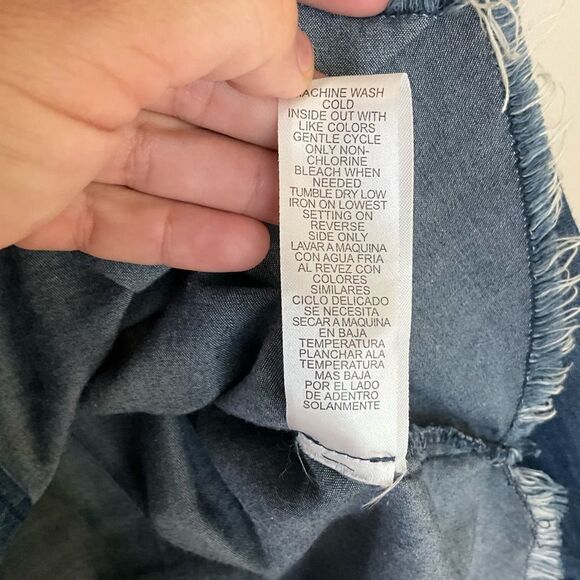 MACHINE WASH
COLD
INSIDE OUT WITH
LIKE COLORS
GENTLE CYCLE
ONLY NON-
CHLORINE
BLEACH WHEN
NEEDED
TUMBLE DRY LOW
IRON ON LOWEST
SETTING ON
REVERSE
SIDE ONLY
LAVAR A MAQUINA
CON AGUA FRIA
AL REVEZ CON
COLORES
SIMILARES
CICLO DELICADO
SE NECESITA
SECAR A MAQUINA
EN BAJA
TEMPERATURA
PLANCHAR ALA
TEMPERATURA
MAS BAJA
POR EL LADO
DE ADENTRO
SOLANMENTE